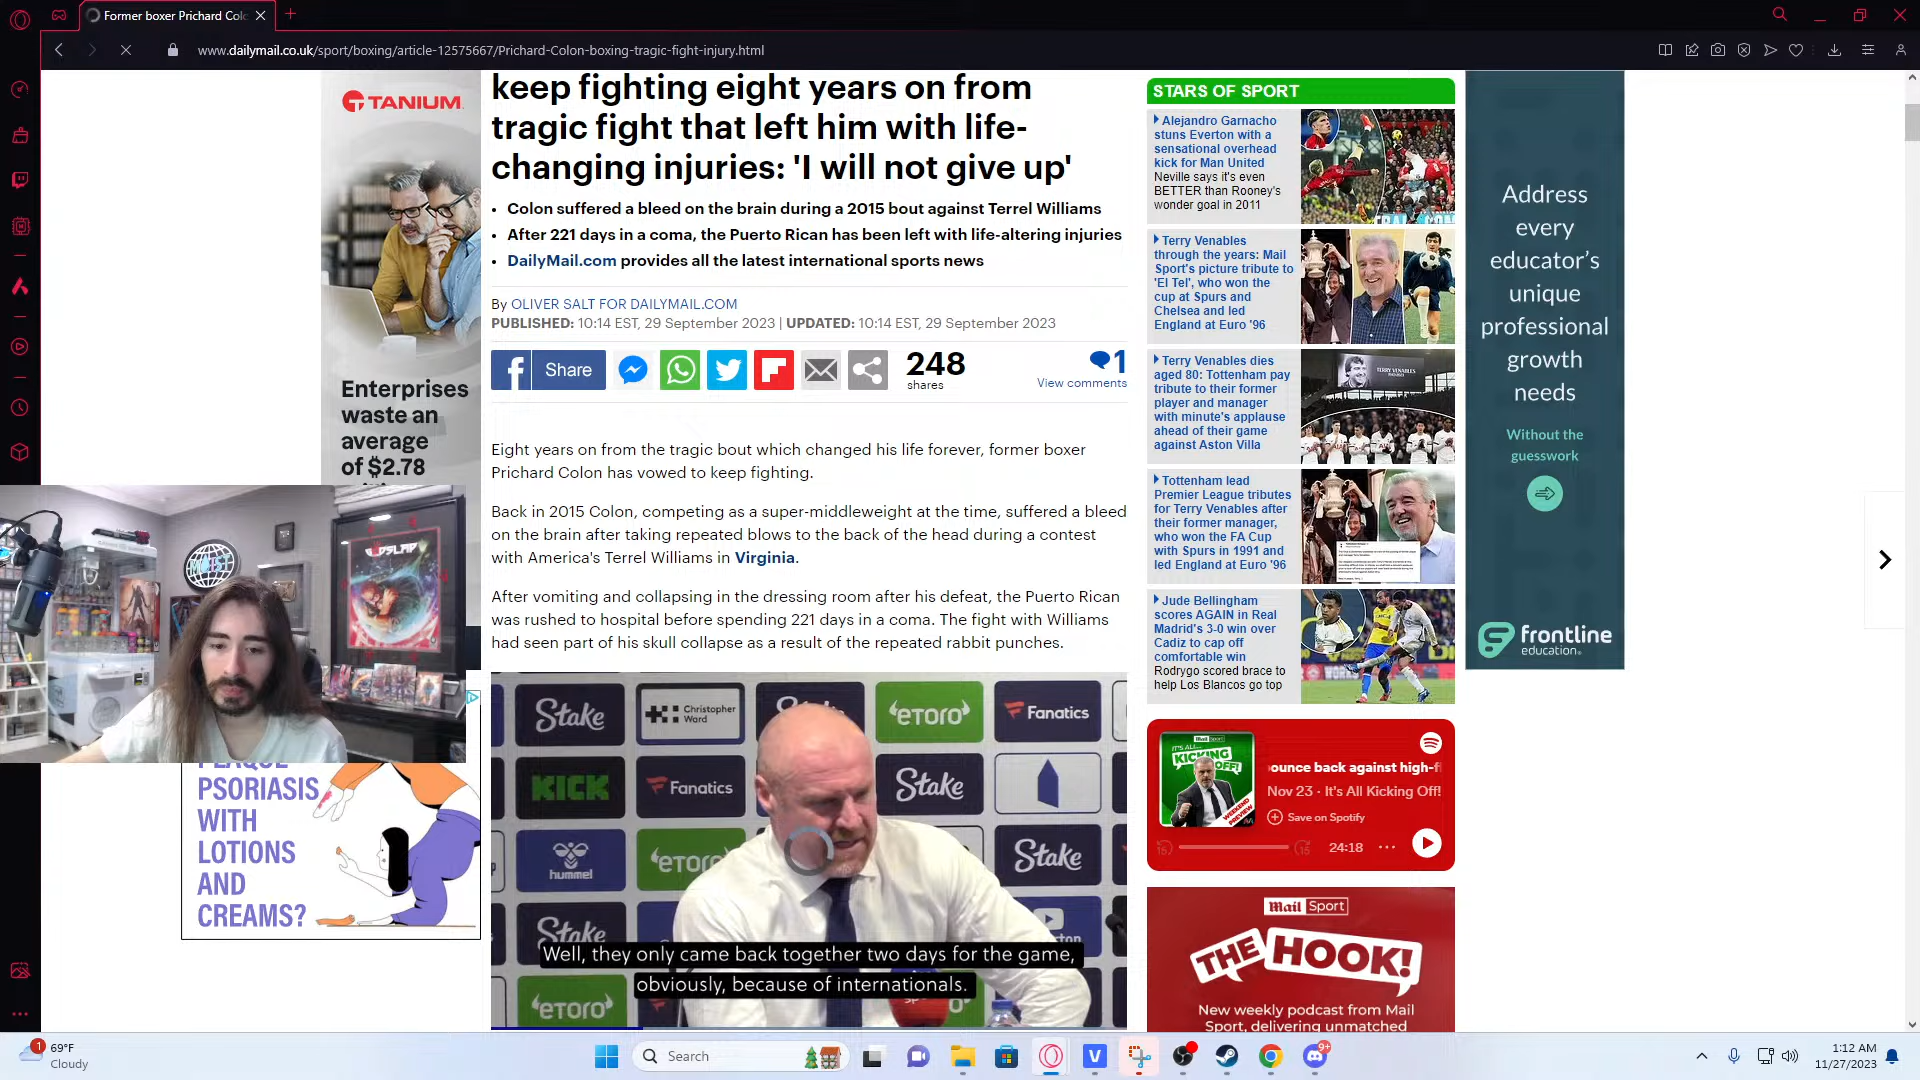 Former boxer Prichard Colo
www.dailymail.co.uk/sport/boxing/article-12575667/Prichard-Colon-boxing-tragic-fight-injury.html
TANIUM
Enterprises
waste an
average
of $2.78
keep fighting eight years on from
tragic fight that left him with life-
changing injuries: 'I will not give up'
• Colon suffered a bleed on the brain during a 2015 bout against Terrel Williams
• After 221 days in a coma, the Puerto Rican has been left with life-altering injuries
• DailyMail.com provides all the latest international sports news
By OLIVER SALT FOR DAILYMAIL.COM
PUBLISHED: 10:14 EST, 29 September 2023 | UPDATED: 10:14 EST, 29 September 2023
Share
248
shares
1
View comments
Eight years on from the tragic bout which changed his life forever, former boxer
Prichard Colon has vowed to keep fighting.
Back in 2015 Colon, competing as a super-middleweight at the time, suffered a bleed
on the brain after taking repeated blows to the back of the head during a contest
with America's Terrel Williams in Virginia.
After vomiting and collapsing in the dressing room after his defeat, the Puerto Rican
was rushed to hospital before spending 221 days in a coma. The fight with Williams
had seen part of his skull collapse as a result of the repeated rabbit punches.
Stake
Christopher
Ward
eToro
Fanatics
KICK
Fanatics
Stake
hummel
eToro
Stake
Stake
eToro
Well, they only came back together two days for the game,
obviously, because of internationals.
MOIST
PSORIASIS
WITH
LOTIONS
AND
CREAMS?
STARS OF SPORT
Alejandro Garnacho
stuns Everton with a
sensational overhead
kick for Man United
Neville says it's even
BETTER than Rooney's
wonder goal in 2011
Terry Venables
through the years: Mail
Sport's picture tribute to
'El Tel', who won the
cup at Spurs and
Chelsea and led
England at Euro '96
Terry Venables dies
aged 80: Tottenham pay
tribute to their former
player and manager
with minute's applause
ahead of their game
against Aston Villa
Tottenham lead
Premier League tributes
for Terry Venables after
their former manager,
who won the FA Cup
with Spurs in 1991 and
led England at Euro '96
Jude Bellingham
scores AGAIN in Real
Madrid's 3-0 win over
Cadiz to cap off
comfortable win
Rodrygo scored brace to
help Los Blancos go top
IT'S ALL...
KICKING
OFF!
WEEKEND
PREVIEW
ounce back against high-f
Nov 23 · It's All Kicking Off!
Save on Spotify
15
15
24:18
Mail Sport
THE HOOK!
New weekly podcast from Mail
Sport, delivering unmatched
Address
every
educator's
unique
professional
growth
needs
Without the
guesswork
frontline
education
1
69°F
Cloudy
Search
9+
1:12 AM
11/27/2023